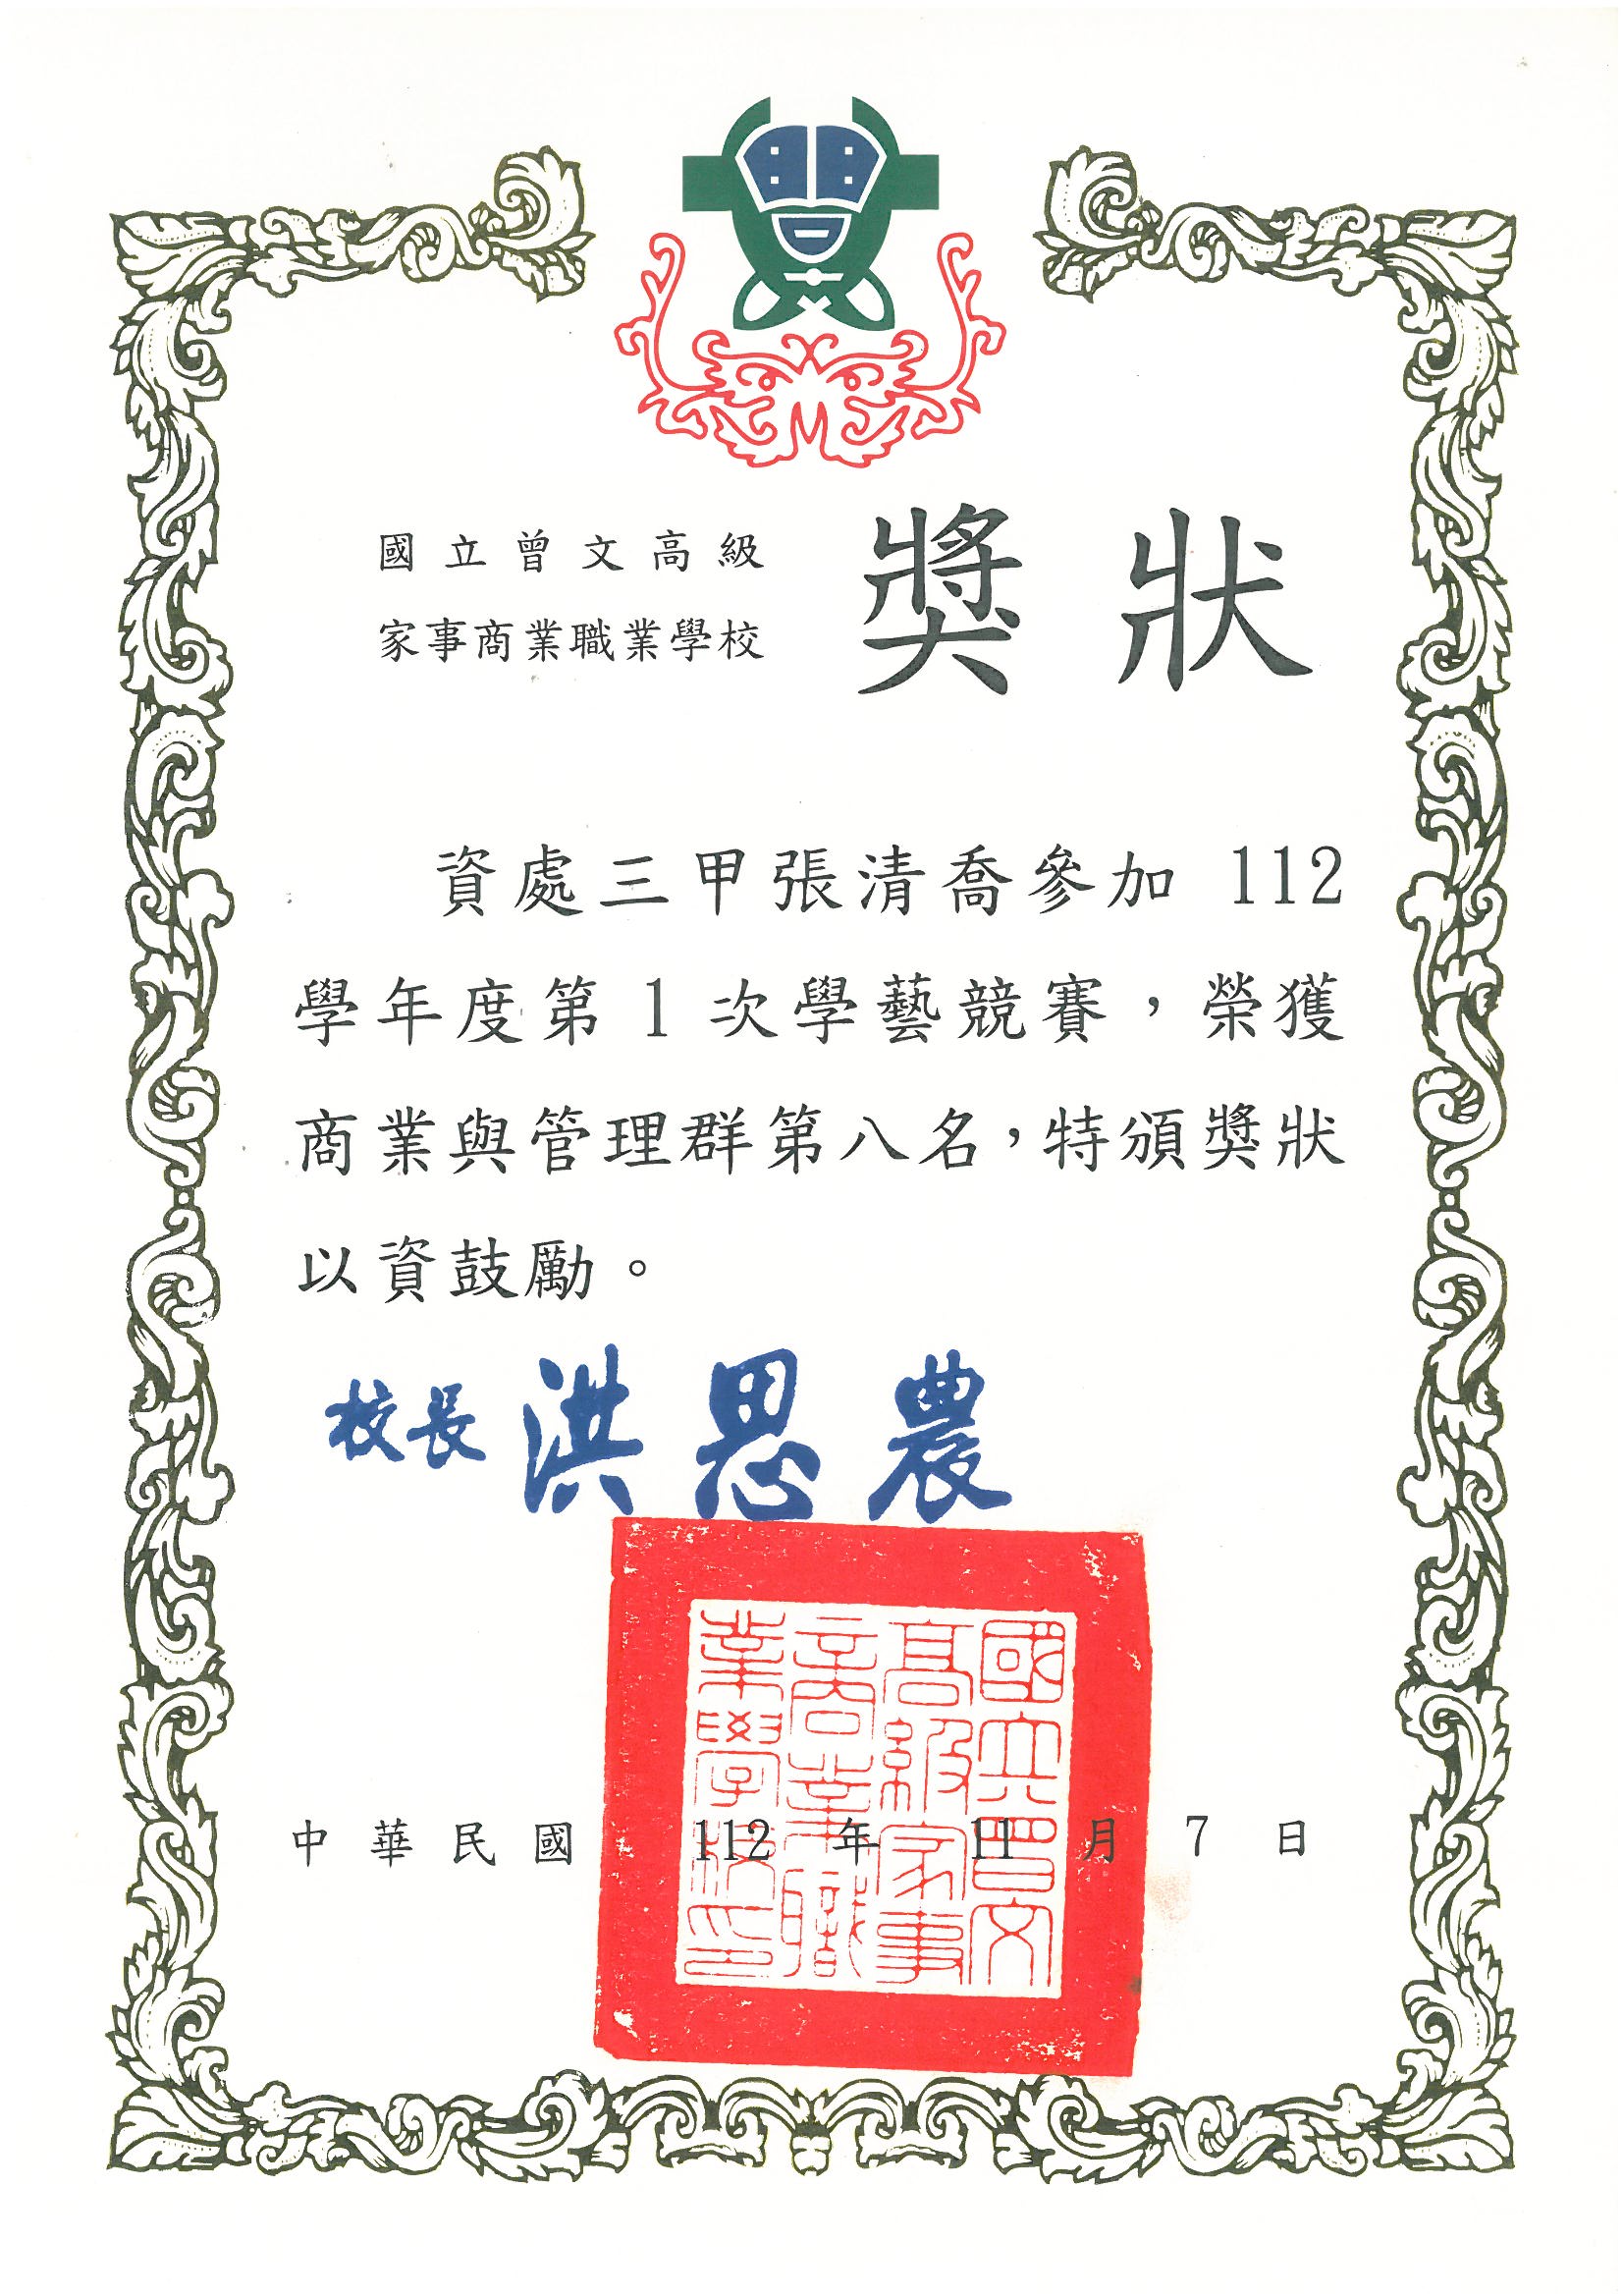 國立曾文高級
家事商業職業學校
獎狀
資處三甲張清喬參加 112
學年度第 1 次學藝競賽，榮獲
商業與管理群第八名，特頒獎狀
以資鼓勵。
校長 洪思農
國立曾文
高級家事
商業職
業學校印
中華民國 112 年 11 月 7 日